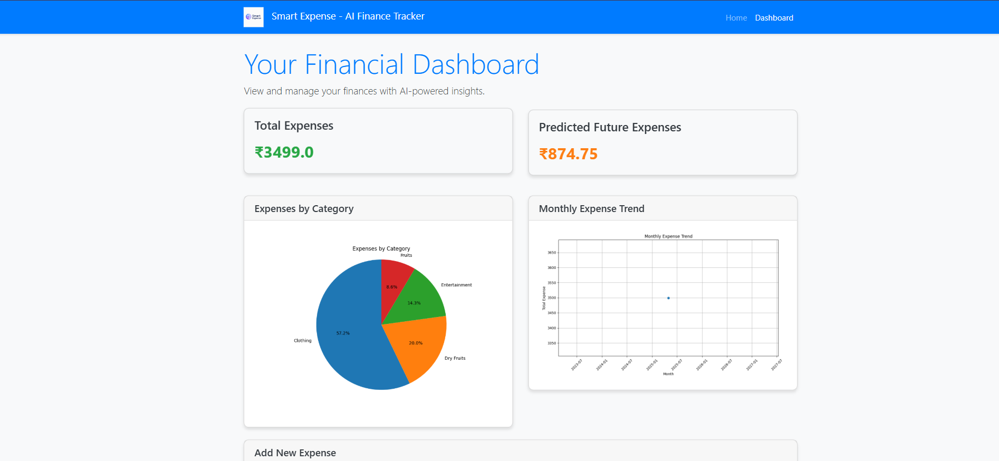 Smart
Expense
Smart Expense - AI Finance Tracker
Home
Dashboard
Your Financial Dashboard
View and manage your finances with AI-powered insights.
Total Expenses
₹3499.0
Predicted Future Expenses
₹874.75
Expenses by Category
Expenses by Category
Fruits
8.6%
Entertainment
14.3%
57.2%
Clothing
20.0%
Dry Fruits
Monthly Expense Trend
Monthly Expense Trend
Total Expense
3650
3600
3550
3500
3450
3400
3350
2023-07
2024-01
2024-07
2025-01
2025-07
2026-01
2026-07
2027-01
2027-07
Month
Add New Expense